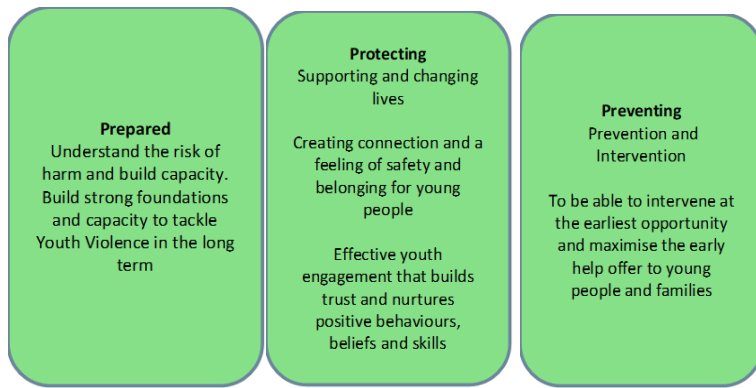 Prepared
Understand the risk of
harm and build capacity.
Build strong foundations
and capacity to tackle
Youth Violence in the long
term
Protecting
Supporting and changing
lives
Creating connection and a
feeling of safety and
belonging for young
people
Effective youth
engagement that builds
trust and nurtures
positive behaviours,
beliefs and skills
Preventing
Prevention and
Intervention
To be able to intervene at
the earliest opportunity
and maximise the early
help offer to young
people and families